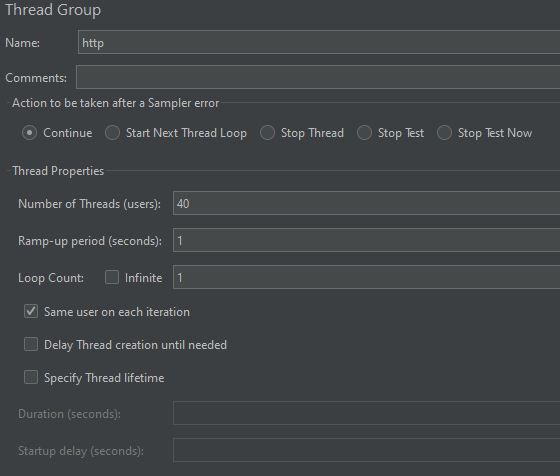 Thread Group
Name: http
Comments:
Action to be taken after a Sampler error
Continue Start Next Thread Loop Stop Thread Stop Test Stop Test Now
Thread Properties
Number of Threads (users): 40
Ramp-up period (seconds): 1
Loop Count: Infinite 1
Same user on each iteration
Delay Thread creation until needed
Specify Thread lifetime
Duration (seconds):
Startup delay (seconds):